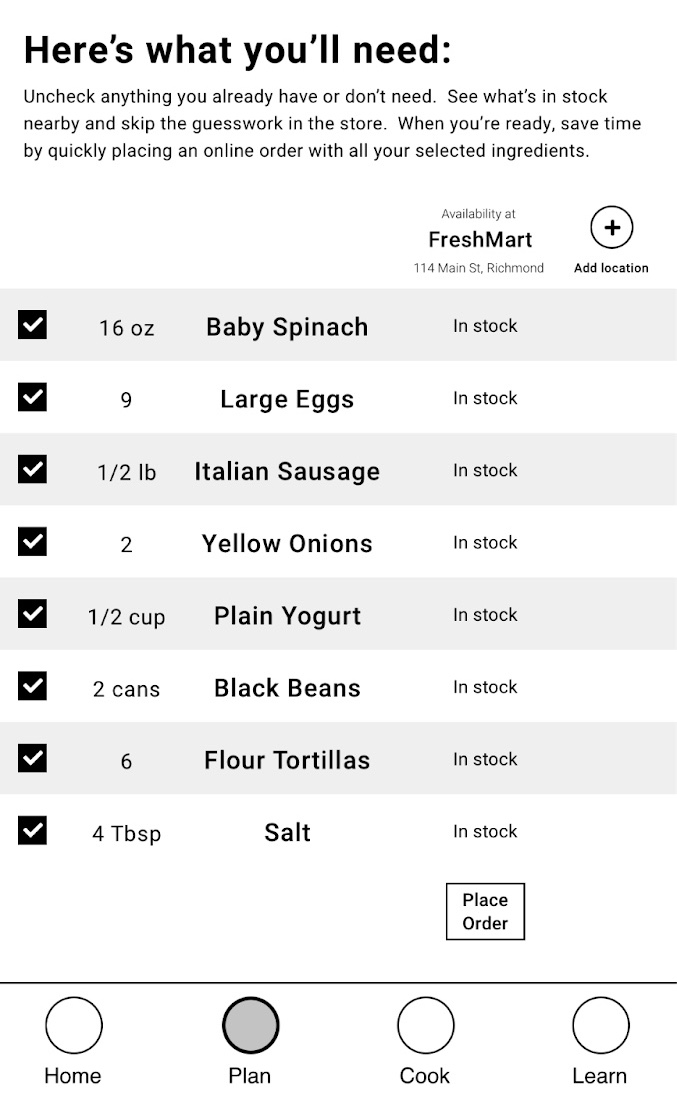 Here’s what you’ll need:
Uncheck anything you already have or don’t need.  See what’s in stock
nearby and skip the guesswork in the store.  When you’re ready, save time
by quickly placing an online order with all your selected ingredients.
Availability at
FreshMart
114 Main St, Richmond
Add location
16 oz Baby Spinach In stock
9 Large Eggs In stock
1/2 lb Italian Sausage In stock
2 Yellow Onions In stock
1/2 cup Plain Yogurt In stock
2 cans Black Beans In stock
6 Flour Tortillas In stock
4 Tbsp Salt In stock
Place
Order
Home Plan Cook Learn